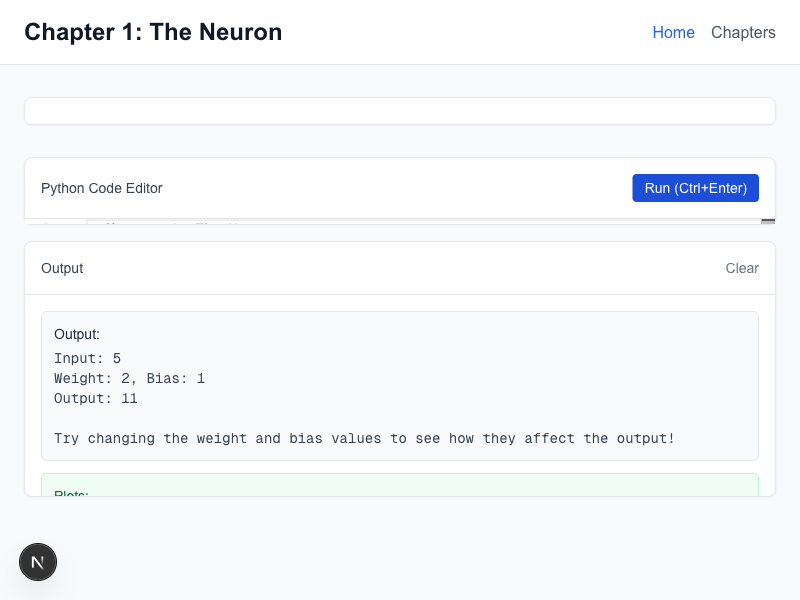 Chapter 1: The Neuron
Home
Chapters
Python Code Editor
Run (Ctrl+Enter)
Output
Clear
Output:
Input: 5
Weight: 2, Bias: 1
Output: 11
Try changing the weight and bias values to see how they affect the output!
Plots:
N